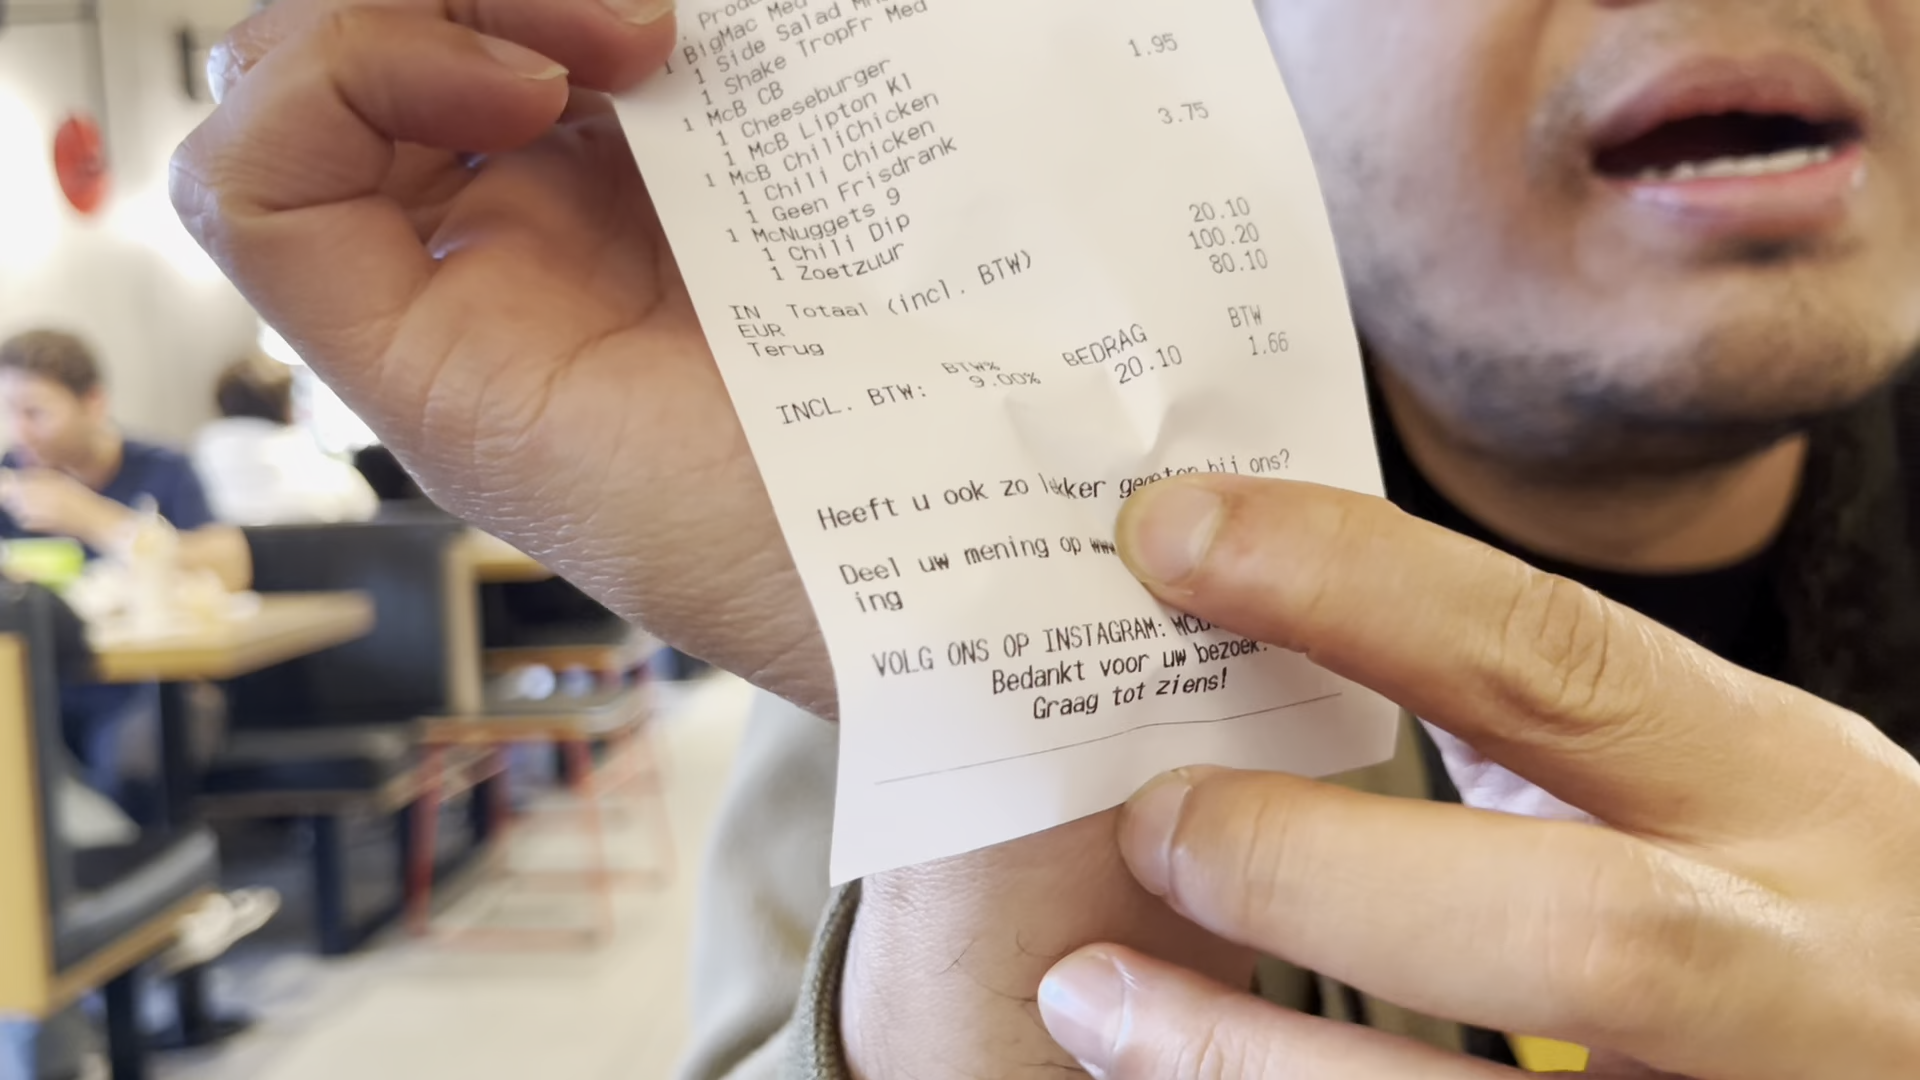 1 BigMac Med
1 Side Salad
1 Shake TropFr Med
1 McB CB
1 Cheeseburger 1.95
1 McB Lipton KI
1 McB ChiliChicken
1 Chili Chicken 3.75
1 Geen Frisdrank
1 McNuggets 9
1 Chili Dip
1 Zoetzuur
IN Totaal (incl. BTW) 20.10
EUR 100.20
Terug 80.10
BTW% BEDRAG BTW
INCL. BTW: 9.00% 20.10 1.66
Heeft u ook zo lekker gegeten bij ons?
Deel uw mening op
ing
VOLG ONS OP INSTAGRAM:
Bedankt voor uw bezoek.
Graag tot ziens!